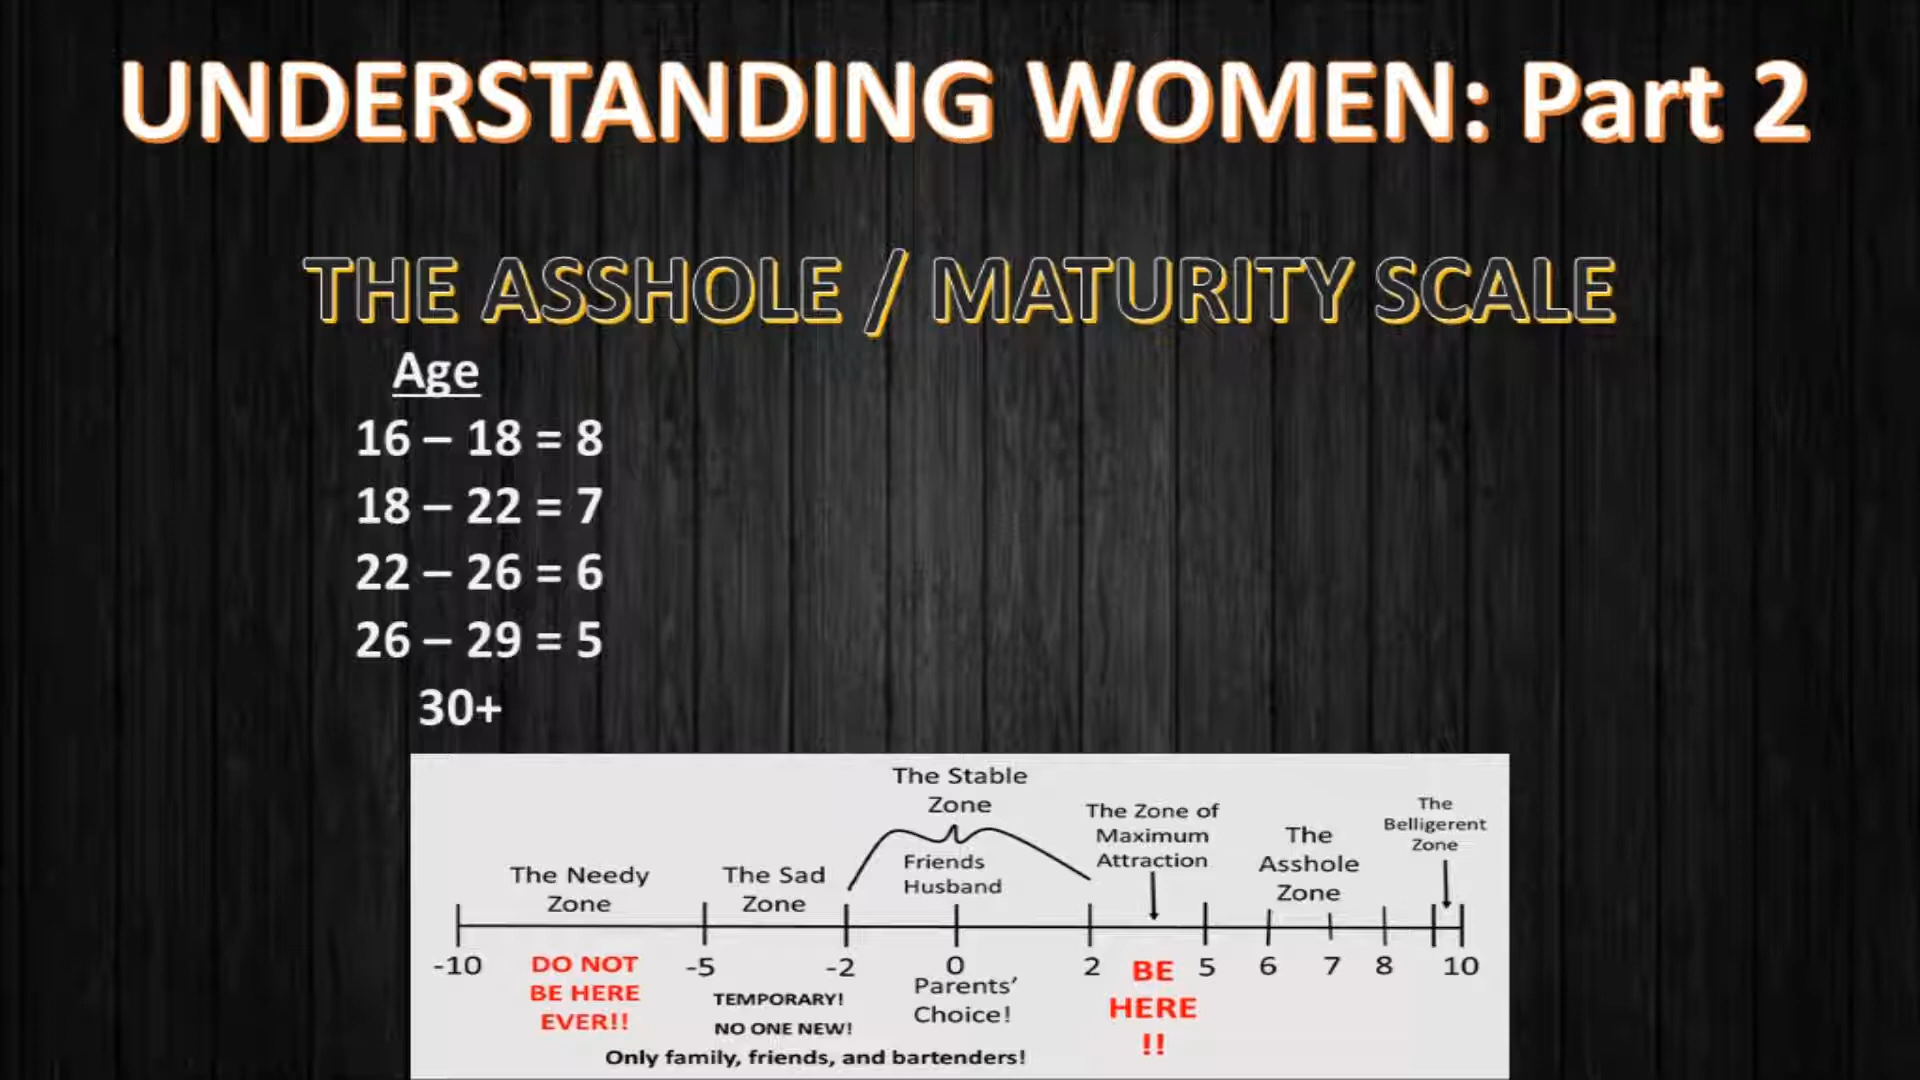 UNDERSTANDING WOMEN: Part 2
THE ASSHOLE / MATURITY SCALE
Age
16 – 18 = 8
18 – 22 = 7
22 – 26 = 6
26 – 29 = 5
30+
The Stable
Zone
Friends
Husband
The Needy
Zone
The Sad
Zone
The Zone of
Maximum
Attraction
The
Asshole
Zone
The
Belligerent
Zone
-10 -5 -2 0 2 5 6 7 8 10
DO NOT
BE HERE
EVER!!
TEMPORARY!
NO ONE NEW!
Only family, friends, and bartenders!
Parents’
Choice!
BE
HERE
!!